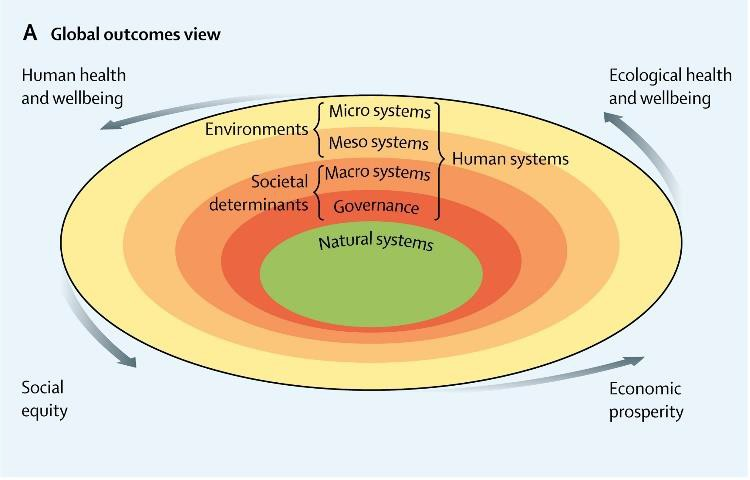 A Global outcomes view
Human health
and wellbeing
Ecological health
and wellbeing
Environments
Micro systems
Meso systems
Human systems
Societal
determinants
Macro systems
Governance
Natural systems
Social
equity
Economic
prosperity